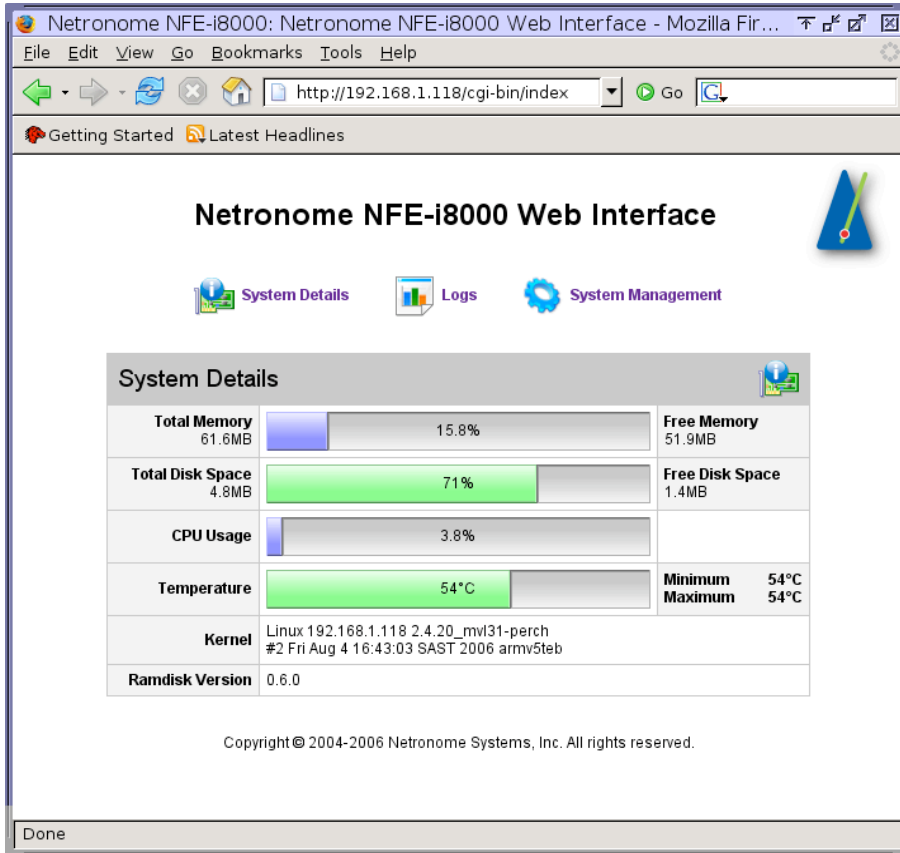 Netronome NFE-i8000: Netronome NFE-i8000 Web Interface - Mozilla Fir...
File Edit View Go Bookmarks Tools Help
http://192.168.1.118/cgi-bin/index Go G
Getting Started Latest Headlines
Netronome NFE-i8000 Web Interface
System Details Logs System Management
System Details
Total Memory
61.6MB
15.8%
Free Memory
51.9MB
Total Disk Space
4.8MB
71%
Free Disk Space
1.4MB
CPU Usage 3.8%
Temperature 54°C
Minimum 54°C
Maximum 54°C
Kernel
Linux 192.168.1.118 2.4.20_mvl31-perch
#2 Fri Aug 4 16:43:03 SAST 2006 armv5teb
Ramdisk Version 0.6.0
Copyright © 2004-2006 Netronome Systems, Inc. All rights reserved.
Done